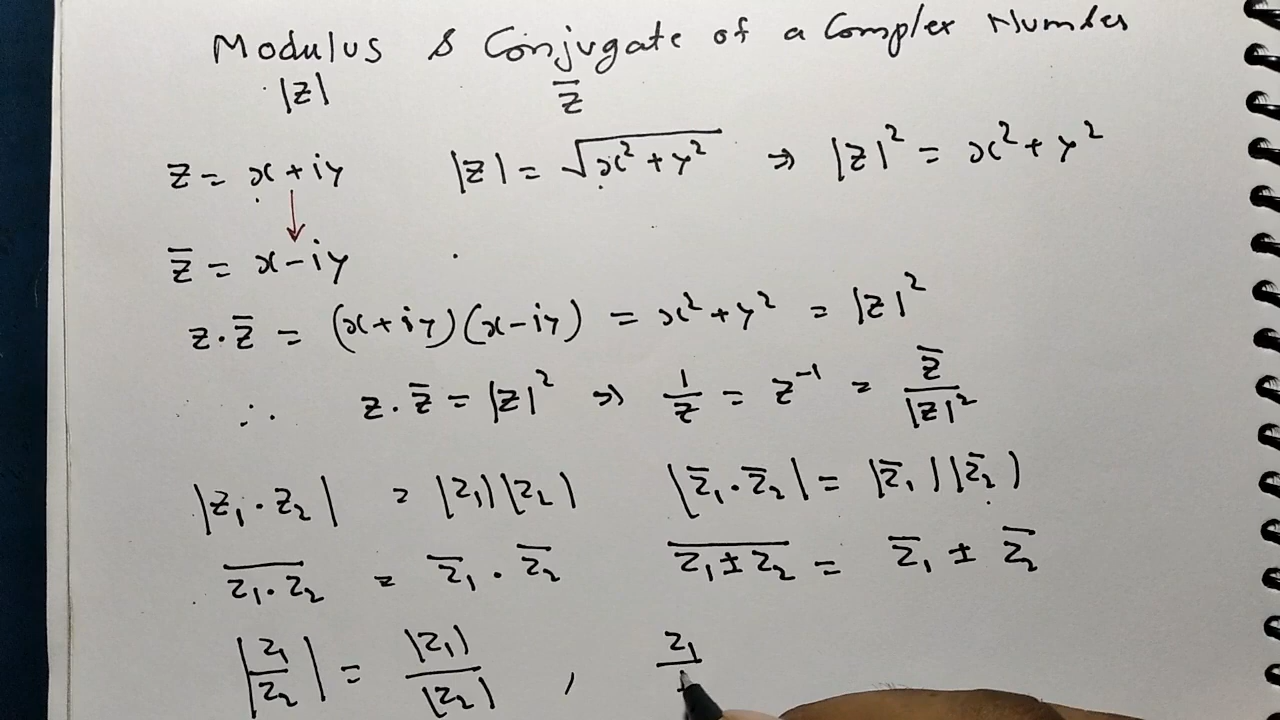 Modulus & Conjugate of a Complex Number
|z| z̅
z = x+iy |z| = √(x²+y²) ⇒ |z|² = x²+y²
z̅ = x-iy
z·z̅ = (x+iy)(x-iy) = x²+y² = |z|²
∴ z·z̅ = |z|² ⇒ 1/z = z⁻¹ = z̅/|z|²
|z₁·z₂| = |z₁||z₂| |z̅₁·z̅₂| = |z̅₁||z̅₂|
\overline{z₁·z₂} = z̅₁·z̅₂ \overline{z₁±z₂} = z̅₁ ± z̅₂
|z₁/z₂| = |z₁|/|z₂| , z₁/